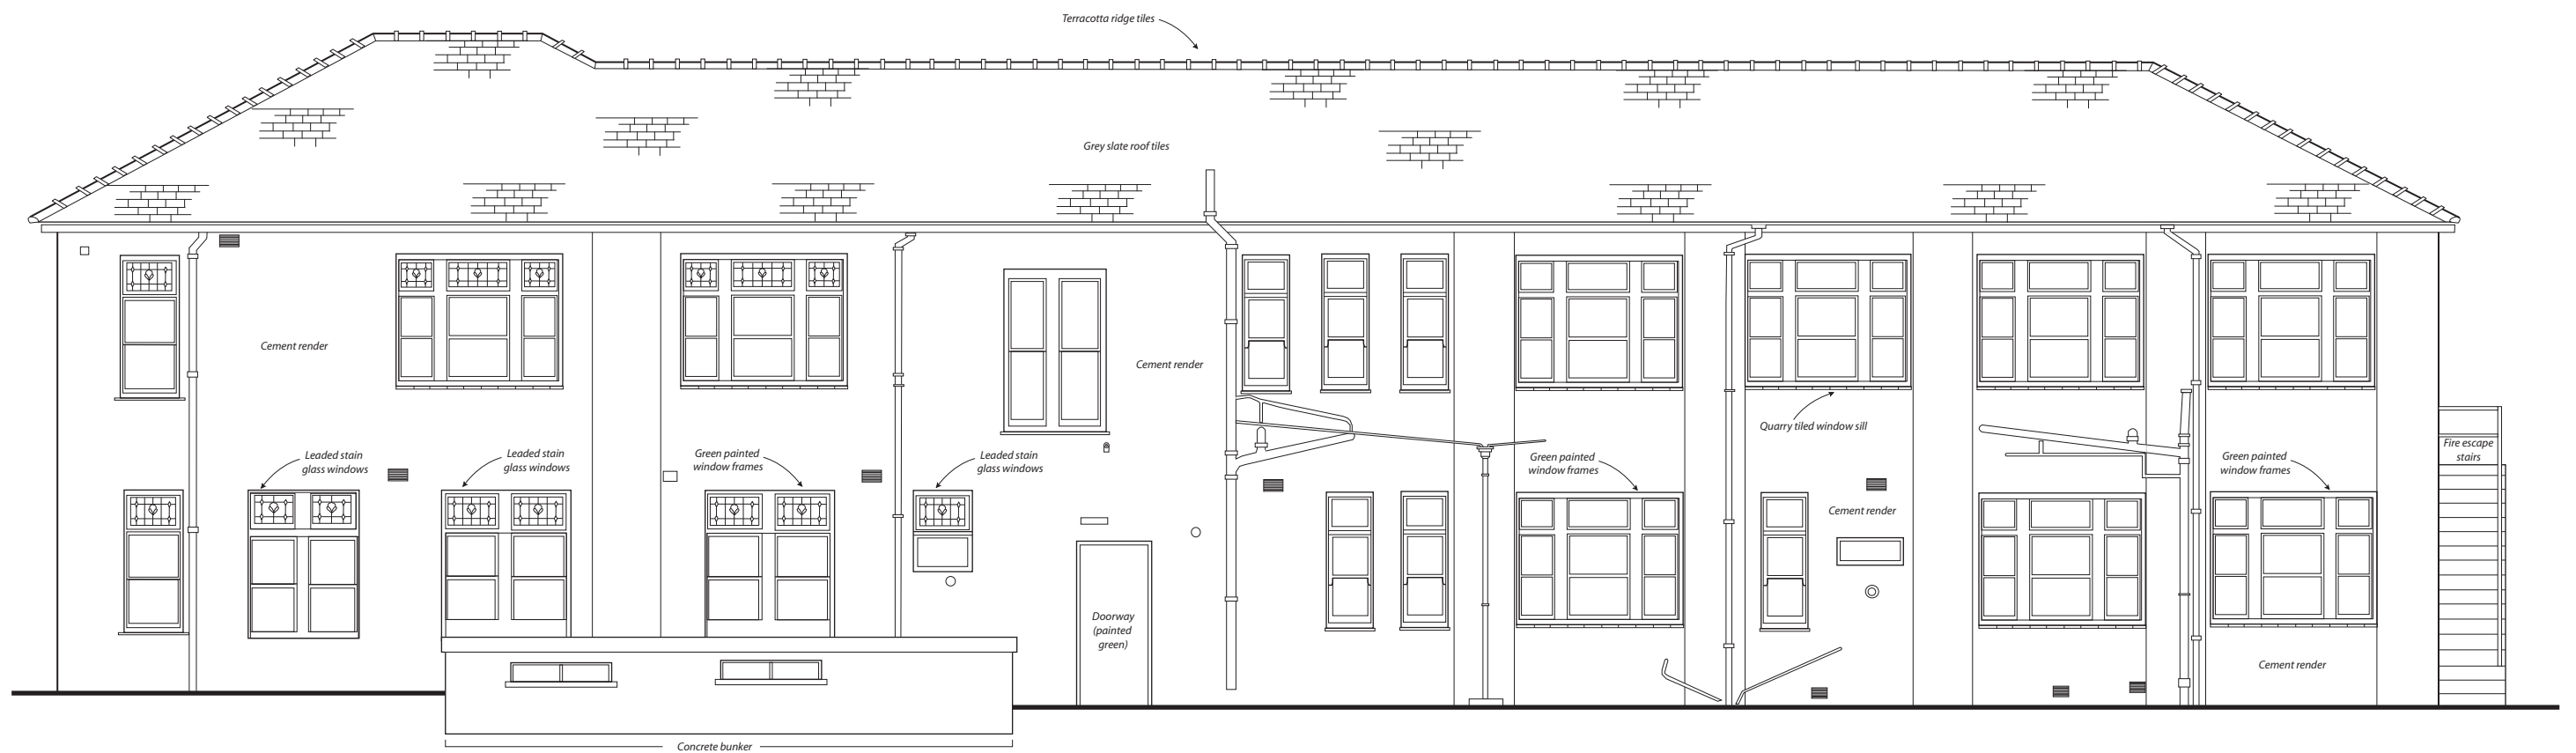 Terracotta ridge tiles
Grey slate roof tiles
Cement render
Cement render
Quarry tiled window sill
Leaded stain
glass windows
Leaded stain
glass windows
Green painted
window frames
Leaded stain
glass windows
Green painted
window frames
Green painted
window frames
Fire escape
stairs
Cement render
Doorway
(painted
green)
Cement render
Concrete bunker